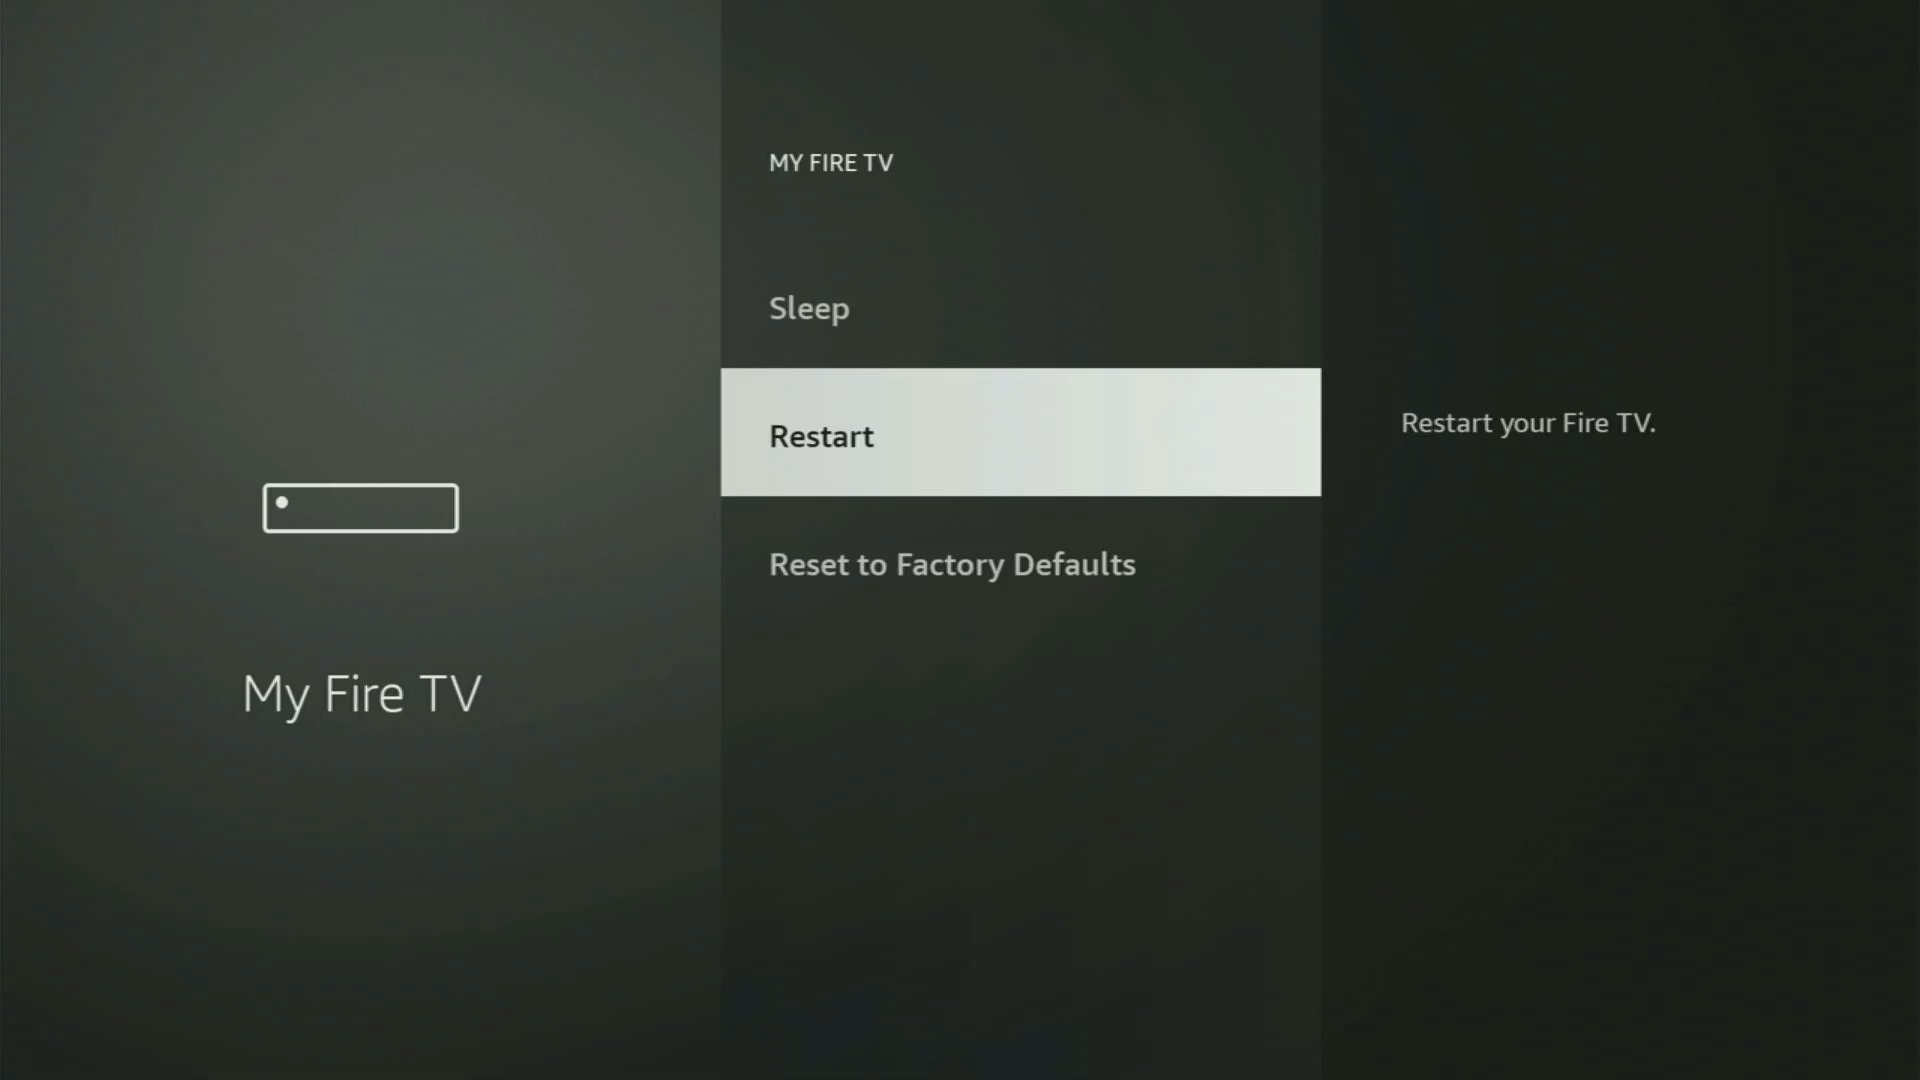 MY FIRE TV
Sleep
Restart
Restart your Fire TV.
Reset to Factory Defaults
My Fire TV